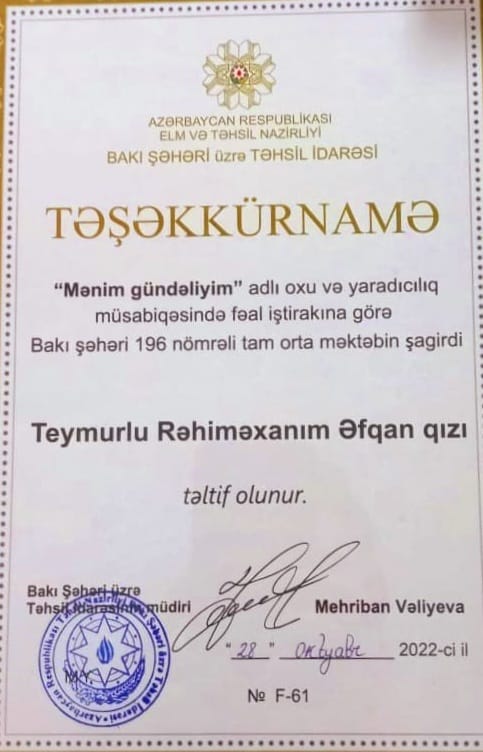 AZƏRBAYCAN RESPUBLİKASI
ELM VƏ TƏHSİL NAZİRLİYİ
BAKI ŞƏHƏRİ üzrə TƏHSİL İDARƏSİ
TƏŞƏKKÜRNAMƏ
“Mənim gündəliyim” adlı oxu və yaradıcılıq
müsabiqəsində fəal iştirakına görə
Bakı şəhəri 196 nömrəli tam orta məktəbin şagirdi
Teymurlu Rəhiməxanım Əfqan qızı
təltif olunur.
Bakı Şəhəri üzrə
Təhsil İdarəsinin müdiri
Mehriban Vəliyeva
“ 28 ” oktyabr 2022-ci il
M.Y.
№ F-61